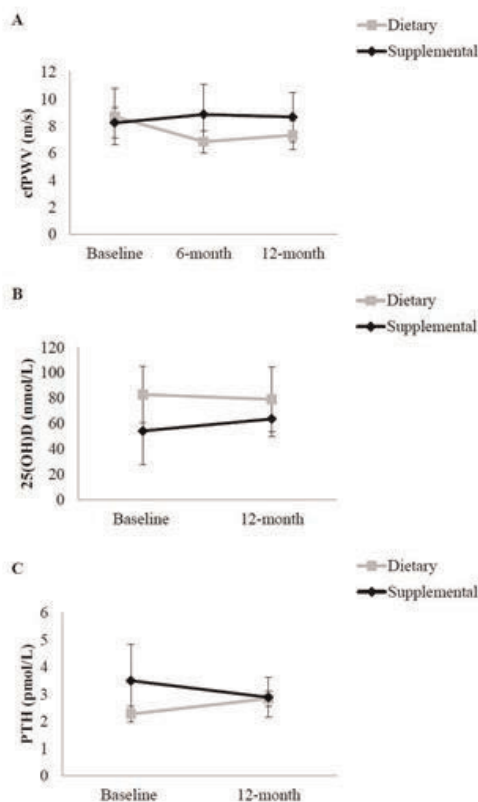 A
Dietary
Supplemental
cfPWV (m/s)
12
10
8
6
4
2
0
Baseline 6-month 12-month
B
Dietary
Supplemental
25(OH)D (nmol/L)
120
100
80
60
40
20
0
Baseline 12-month
C
Dietary
Supplemental
PTH (pmol/L)
6
5
4
3
2
1
0
Baseline 12-month